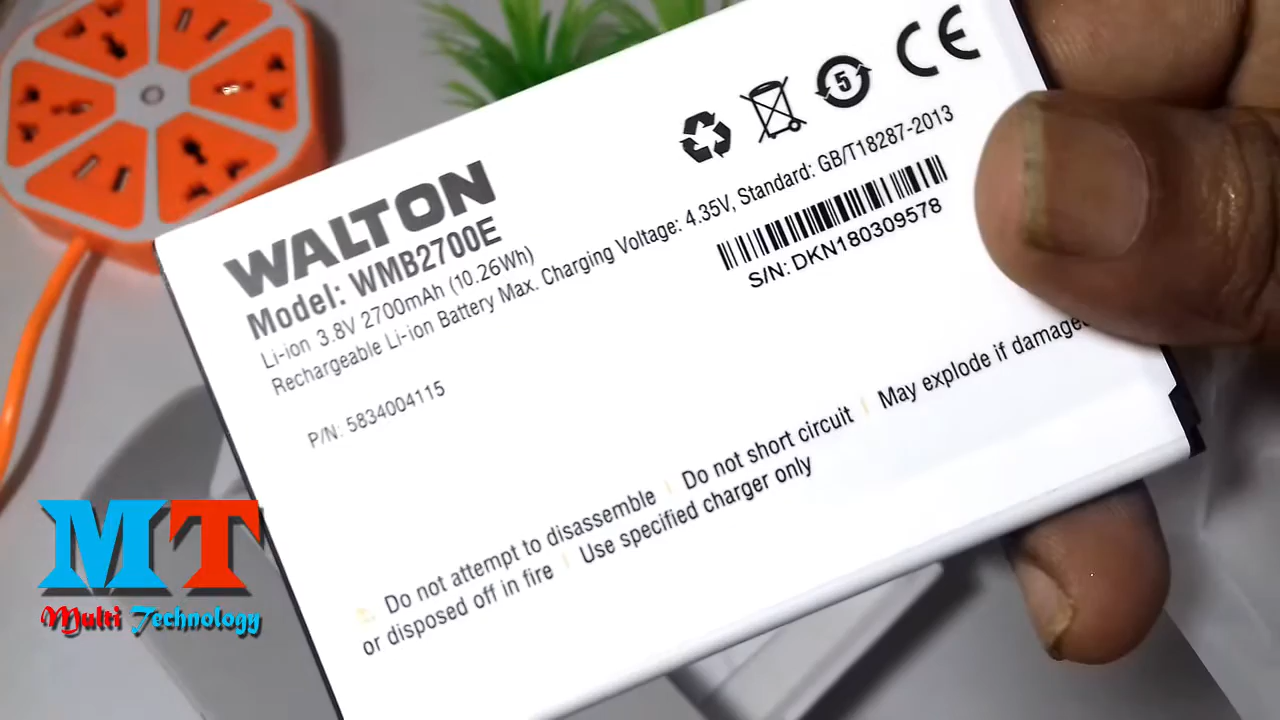 WALTON
Model: WMB2700E
Li-ion 3.8V 2700mAh (10.26Wh)
Rechargeable Li-ion Battery Max. Charging Voltage: 4.35V, Standard: GB/T18287-2013
5
CE
S/N: DKN180309578
P/N: 5834004115
Do not attempt to disassemble Do not short circuit May explode if damaged
or disposed off in fire Use specified charger only
MT
Multi Technology